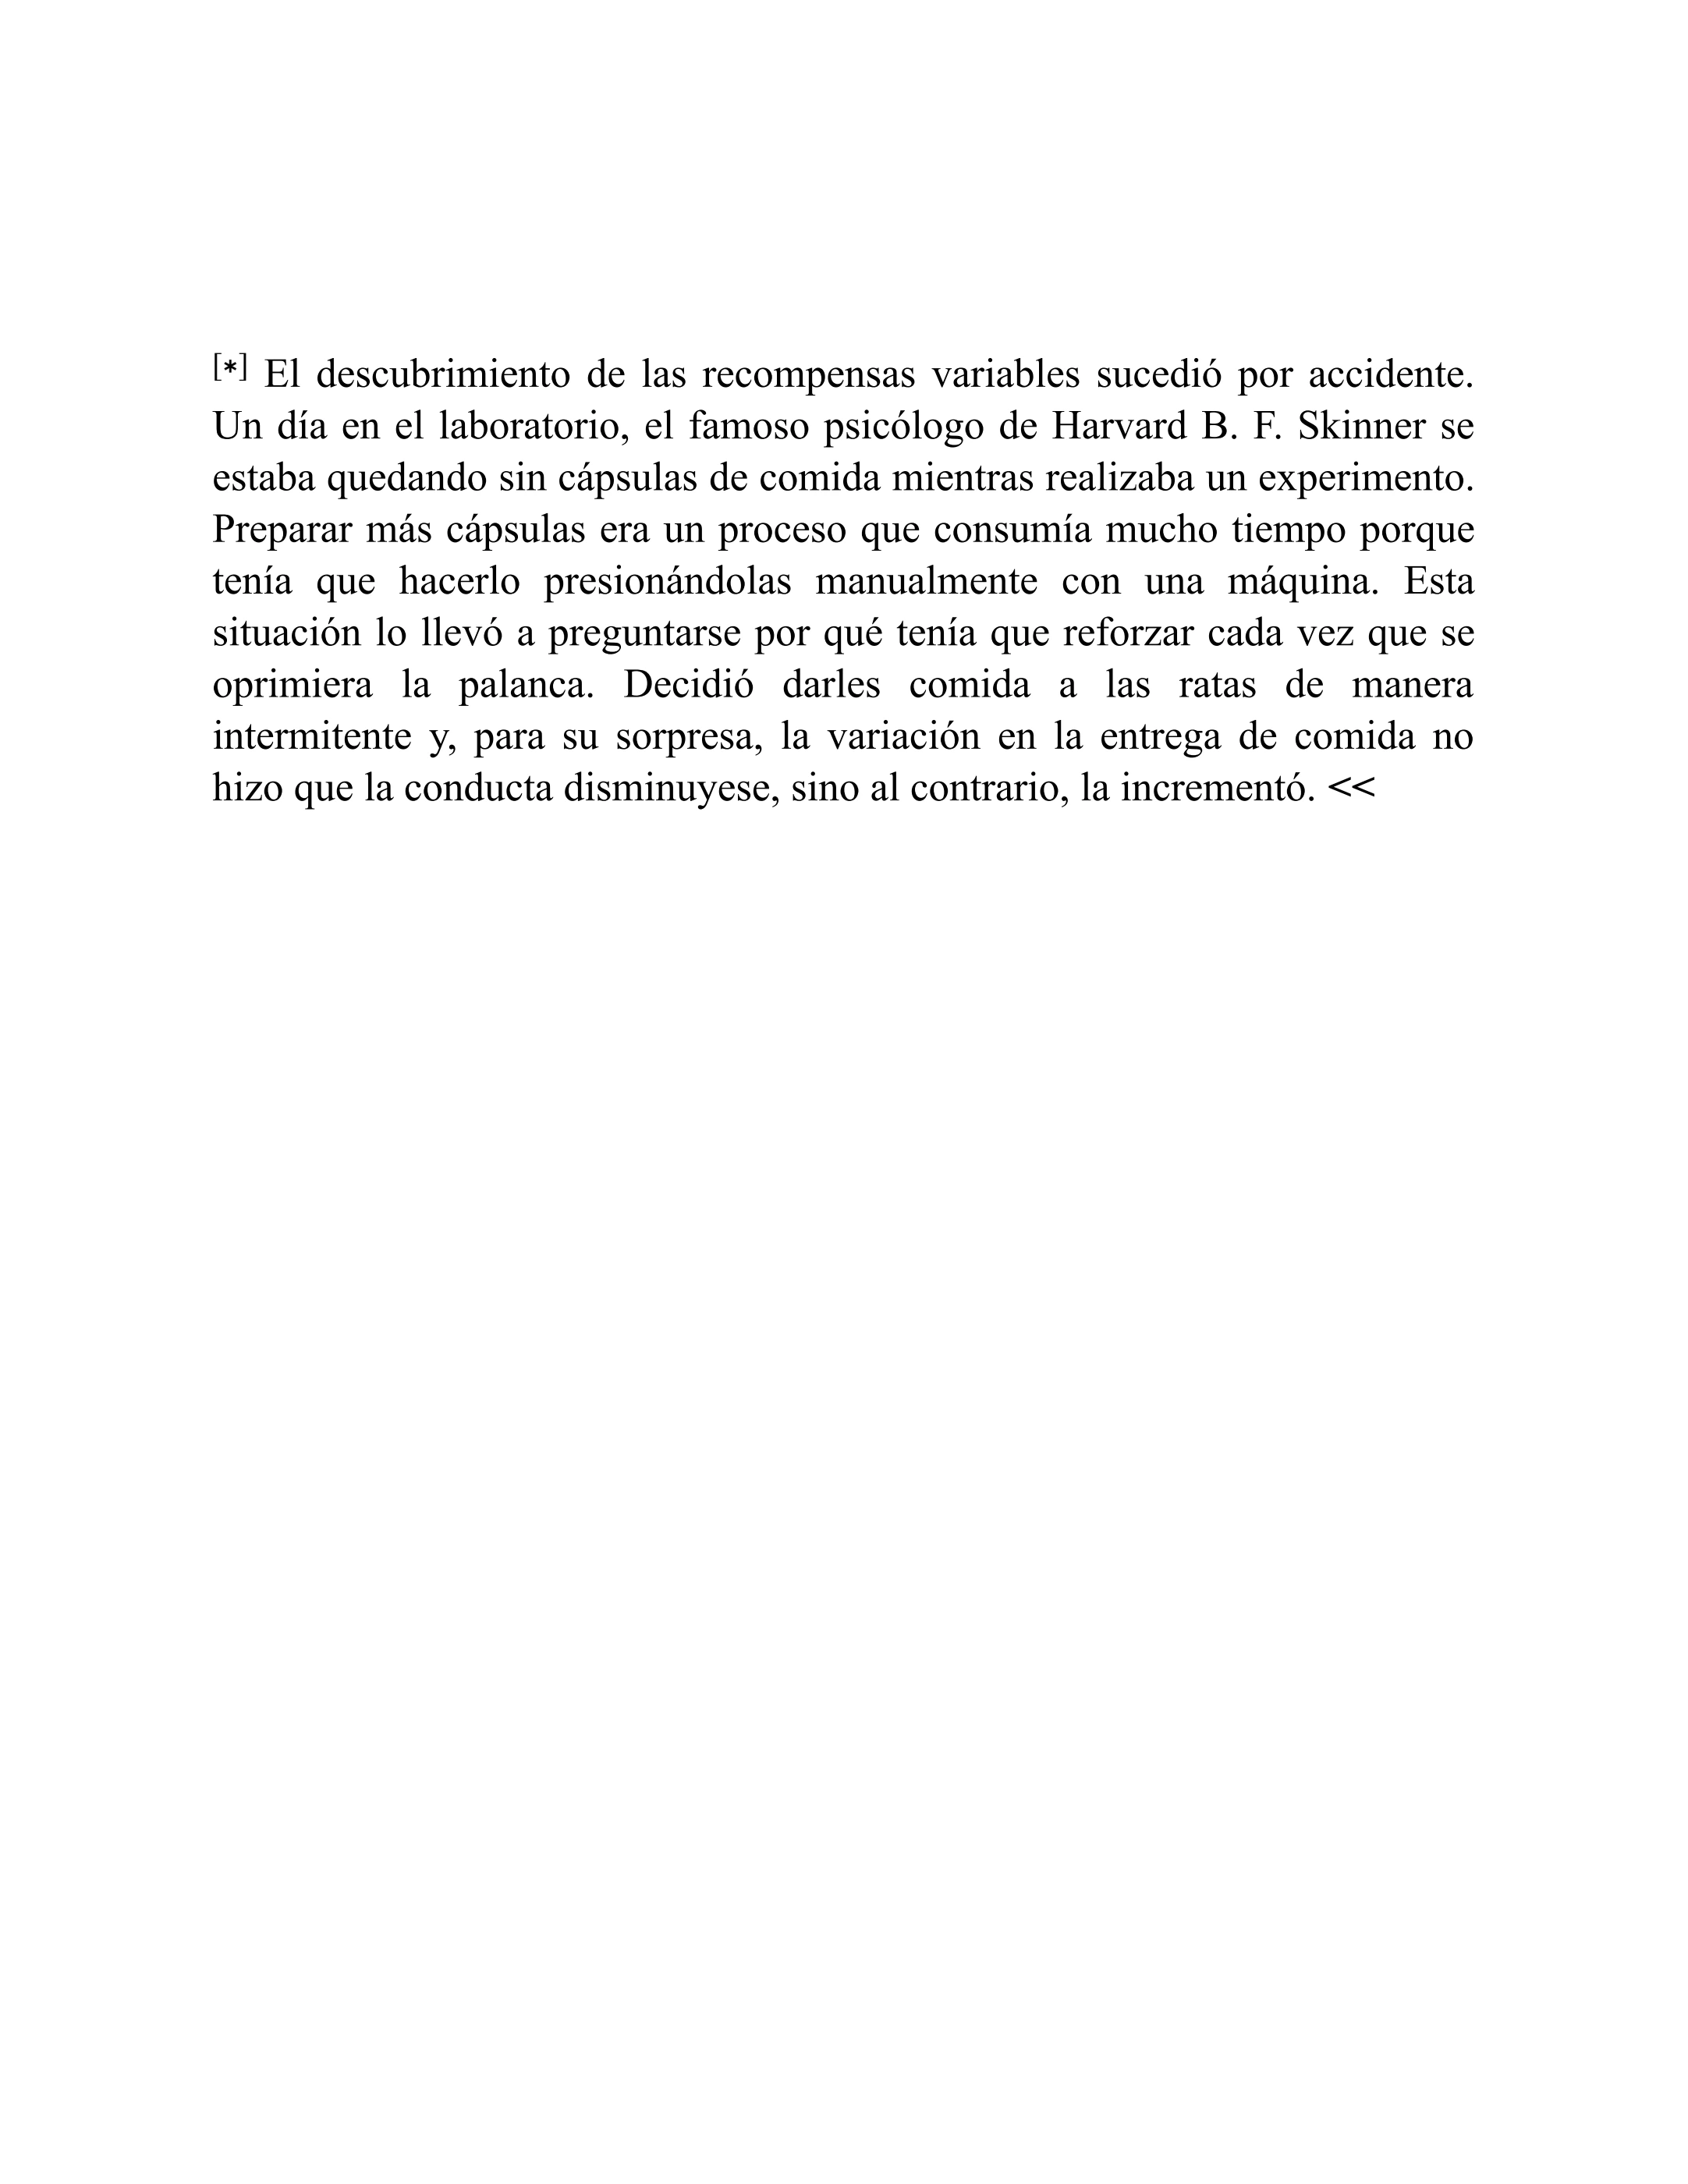 [*] El descubrimiento de las recompensas variables sucedió por accidente.
Un día en el laboratorio, el famoso psicólogo de Harvard B. F. Skinner se
estaba quedando sin cápsulas de comida mientras realizaba un experimento.
Preparar más cápsulas era un proceso que consumía mucho tiempo porque
tenía que hacerlo presionándolas manualmente con una máquina. Esta
situación lo llevó a preguntarse por qué tenía que reforzar cada vez que se
oprimiera la palanca. Decidió darles comida a las ratas de manera
intermitente y, para su sorpresa, la variación en la entrega de comida no
hizo que la conducta disminuyese, sino al contrario, la incrementó. <<